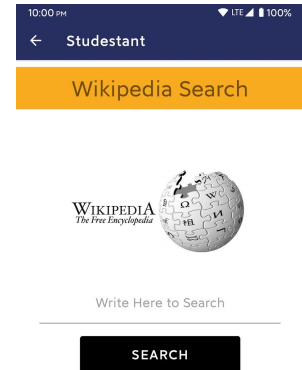 10:00 PM LTE 100%
Studestant
Wikipedia Search
WIKIPEDIA
The Free Encyclopedia
Ω W И
Write Here to Search
SEARCH